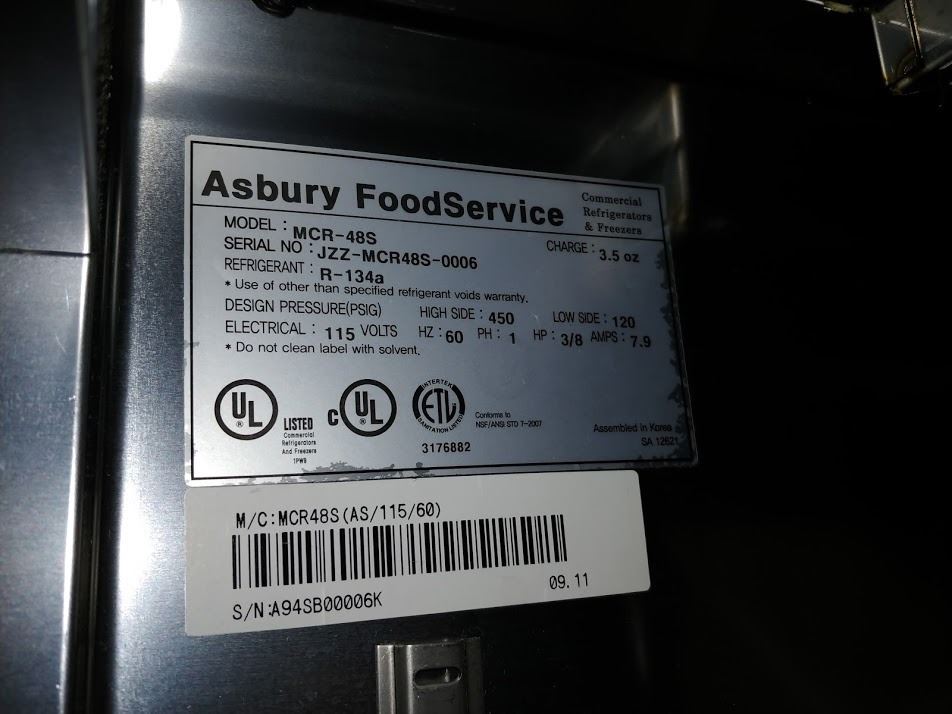 Asbury FoodService
Commercial
Refrigerators
& Freezers
MODEL : MCR-48S
SERIAL NO : JZZ-MCR48S-0006
CHARGE : 3.5 oz
REFRIGERANT : R-134a
* Use of other than specified refrigerant voids warranty.
DESIGN PRESSURE(PSIG) HIGH SIDE : 450 LOW SIDE : 120
ELECTRICAL : 115 VOLTS HZ : 60 PH : 1 HP : 3/8 AMPS : 7.9
* Do not clean label with solvent.
UL ®
LISTED
Commercial
Refrigerators
And Freezers
1PW9
C UL ®
INTERTEK
ETL
SANITATION LISTED
3176882
Conforms to
NSF/ANSI STD 7-2007
Assembled in Korea
SA 12621
M/C:MCR48S(AS/115/60)
09.11
S/N:A94SB00006K